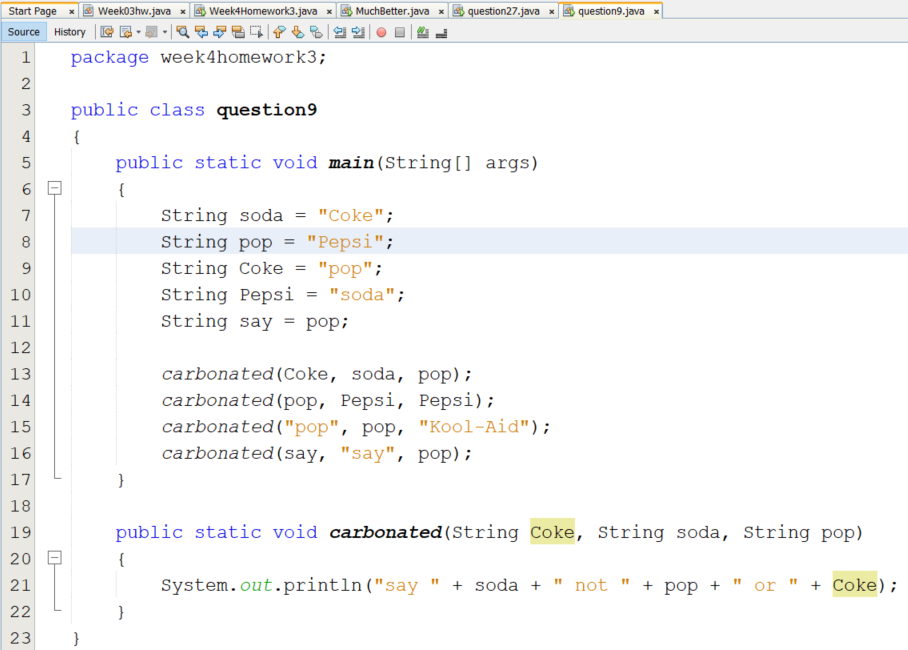 Start Page Week03hw.java Week4Homework3.java MuchBetter.java question27.java question9.java
Source History
1 package week4homework3;
2
3 public class question9
4 {
5 public static void main(String[] args)
6 {
7 String soda = "Coke";
8 String pop = "Pepsi";
9 String Coke = "pop";
10 String Pepsi = "soda";
11 String say = pop;
12
13 carbonated(Coke, soda, pop);
14 carbonated(pop, Pepsi, Pepsi);
15 carbonated("pop", pop, "Kool-Aid");
16 carbonated(say, "say", pop);
17 }
18
19 public static void carbonated(String Coke, String soda, String pop)
20 {
21 System.out.println("say " + soda + " not " + pop + " or " + Coke);
22 }
23 }